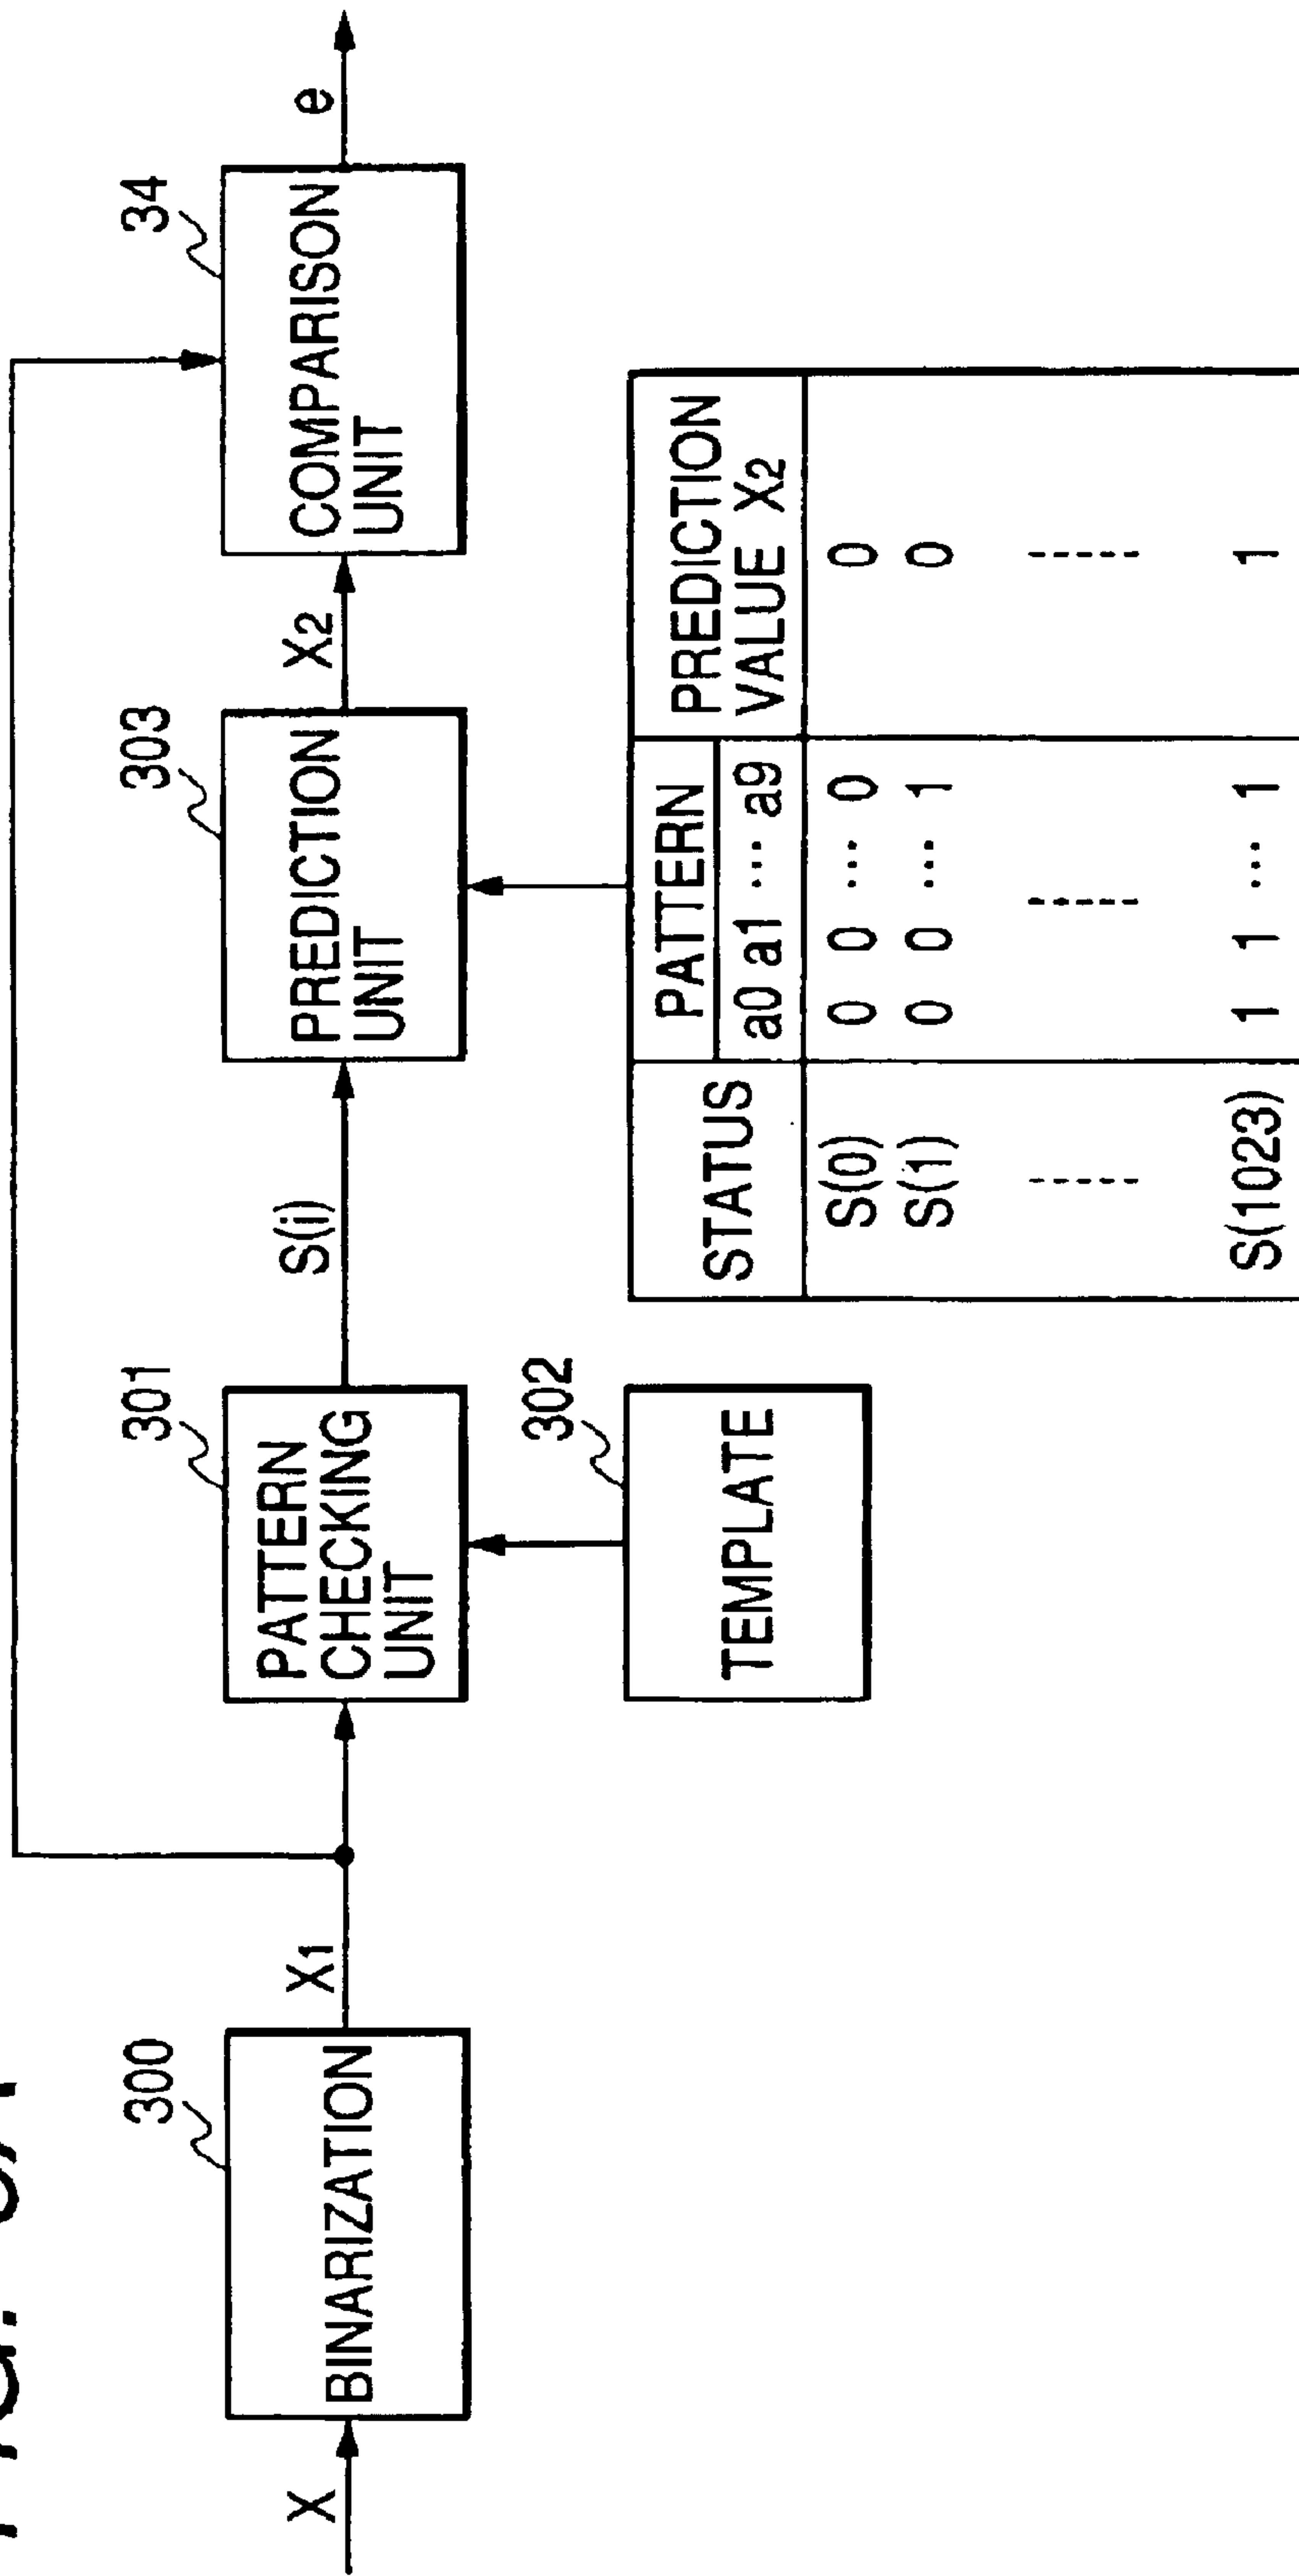 300
301
303
34
X
BINARIZATION
X1
PATTERN
CHECKING
UNIT
S(i)
PREDICTION
UNIT
X2
COMPARISON
UNIT
e
302
TEMPLATE
STATUS
PATTERN
PREDICTION
VALUE X2
a0 a1 ... a9
S(0) 0 0 ... 0 0
S(1) 0 0 ... 1 0
S(1023) 1 1 ... 1 1